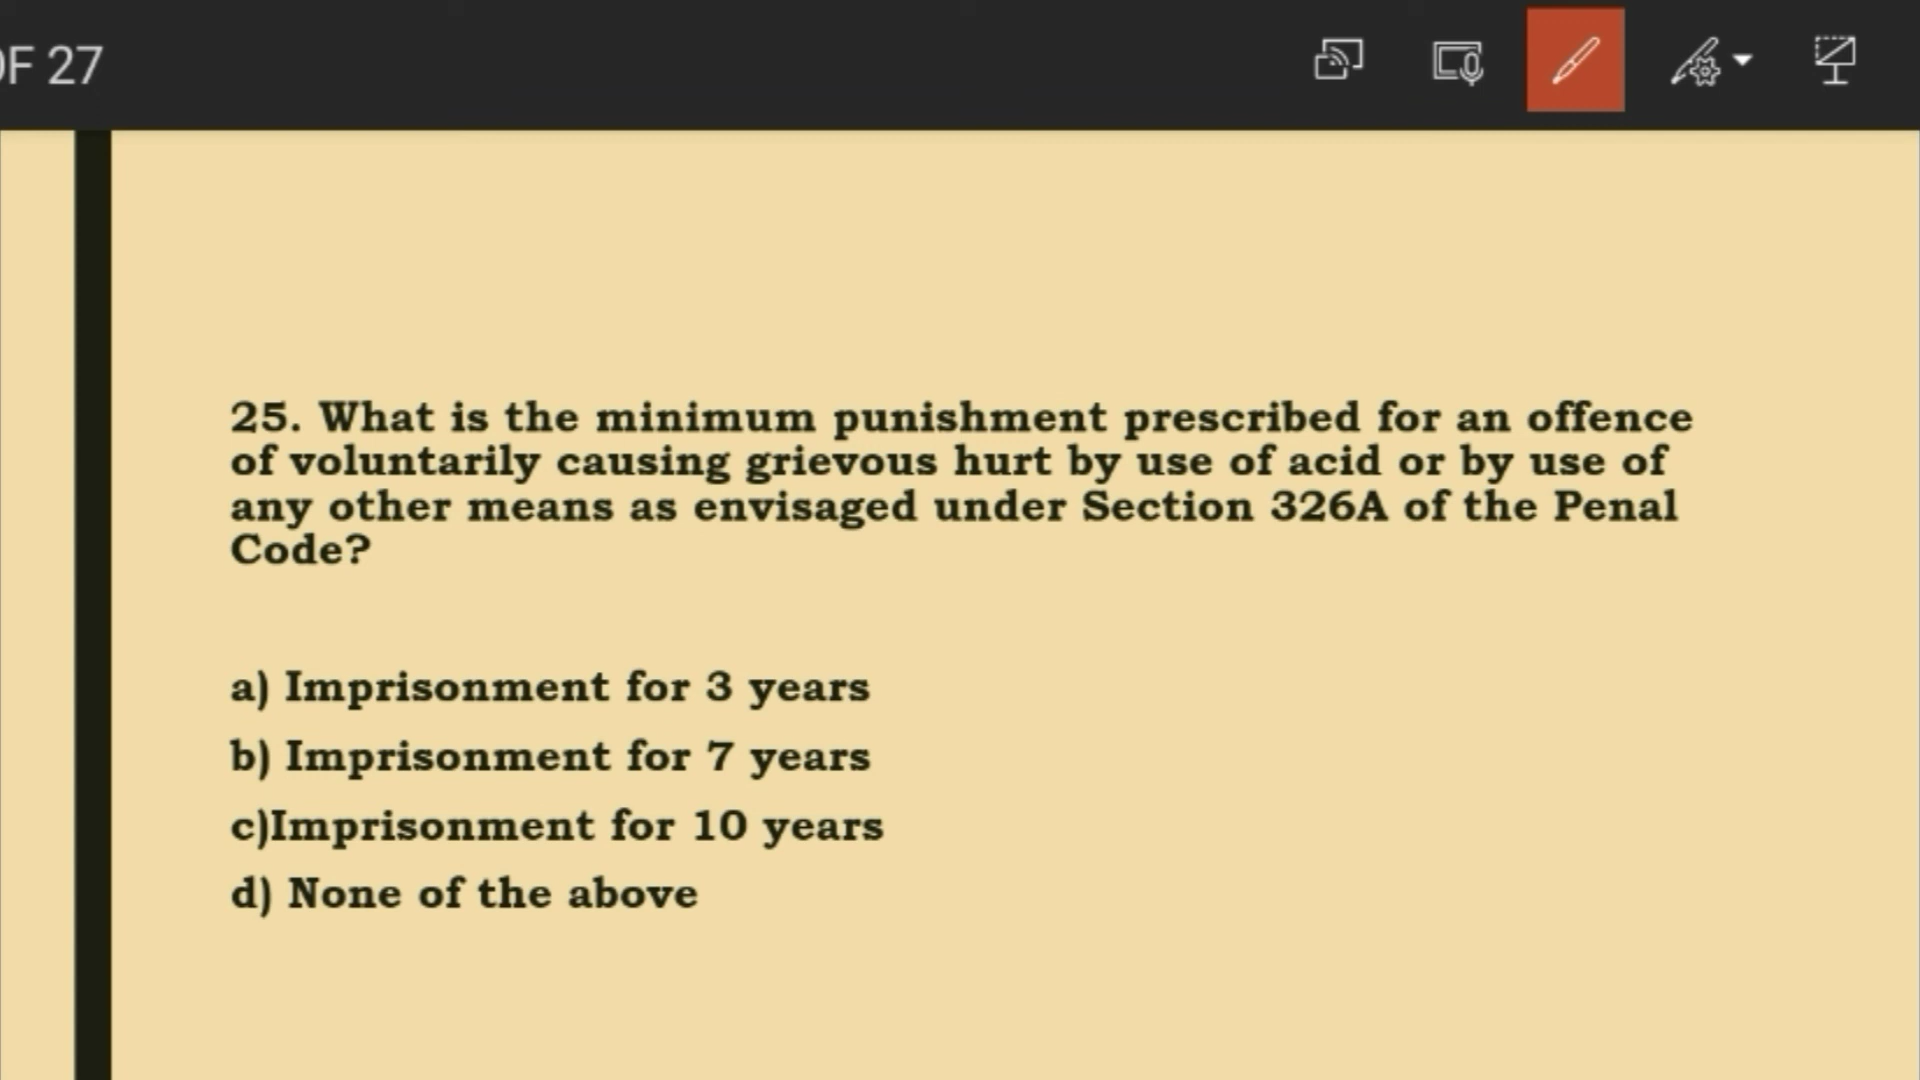 OF 27
25. What is the minimum punishment prescribed for an offence
of voluntarily causing grievous hurt by use of acid or by use of
any other means as envisaged under Section 326A of the Penal
Code?
a) Imprisonment for 3 years
b) Imprisonment for 7 years
c)Imprisonment for 10 years
d) None of the above